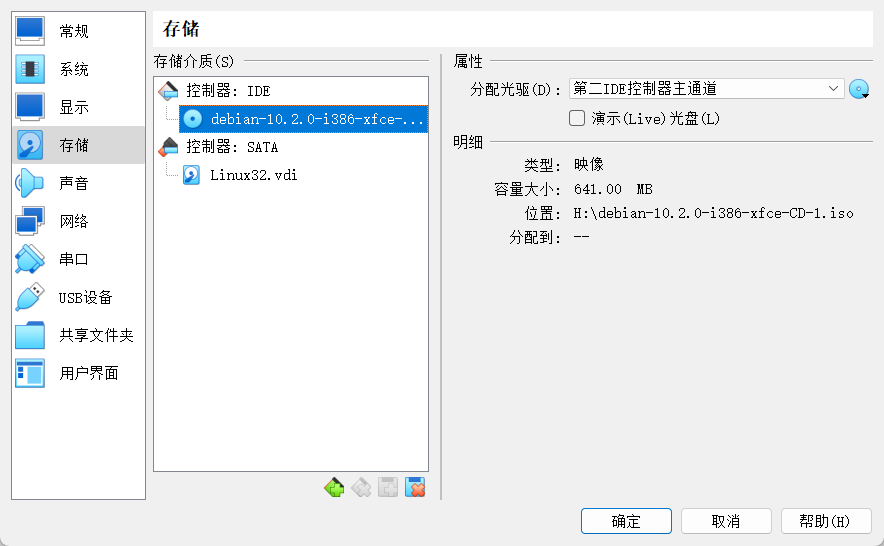 常规
系统
显示
存储
声音
网络
串口
USB设备
共享文件夹
用户界面
存储
存储介质(S)
控制器: IDE
debian-10.2.0-i386-xfce-...
控制器: SATA
Linux32.vdi
属性
分配光驱(D): 第二IDE控制器主通道
演示(Live)光盘(L)
明细
类型: 映像
容量大小: 641.00 MB
位置: H:\debian-10.2.0-i386-xfce-CD-1.iso
分配到: --
确定 取消 帮助(H)